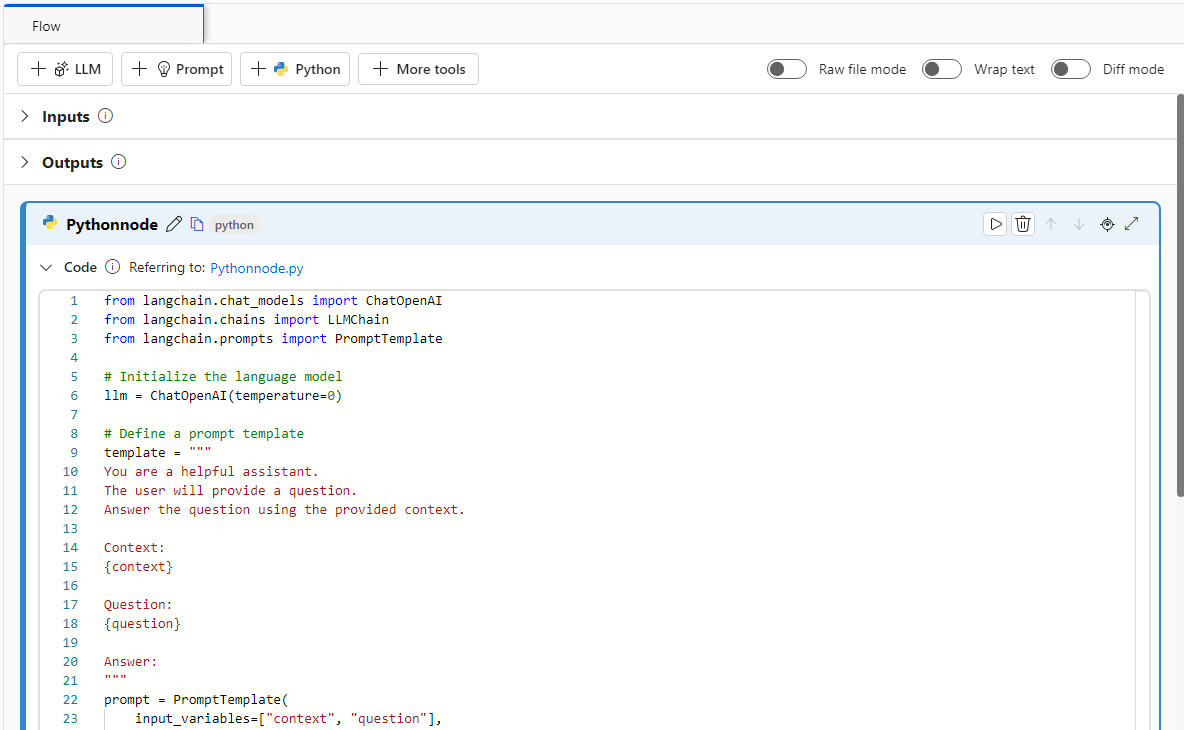 Flow
LLM Prompt Python More tools Raw file mode Wrap text Diff mode
Inputs
Outputs
Pythonnode python
Code Referring to: Pythonnode.py
1 from langchain.chat_models import ChatOpenAI
2 from langchain.chains import LLMChain
3 from langchain.prompts import PromptTemplate
4
5 # Initialize the language model
6 llm = ChatOpenAI(temperature=0)
7
8 # Define a prompt template
9 template = """
10 You are a helpful assistant.
11 The user will provide a question.
12 Answer the question using the provided context.
13
14 Context:
15 {context}
16
17 Question:
18 {question}
19
20 Answer:
21 """
22 prompt = PromptTemplate(
23     input_variables=["context", "question"],